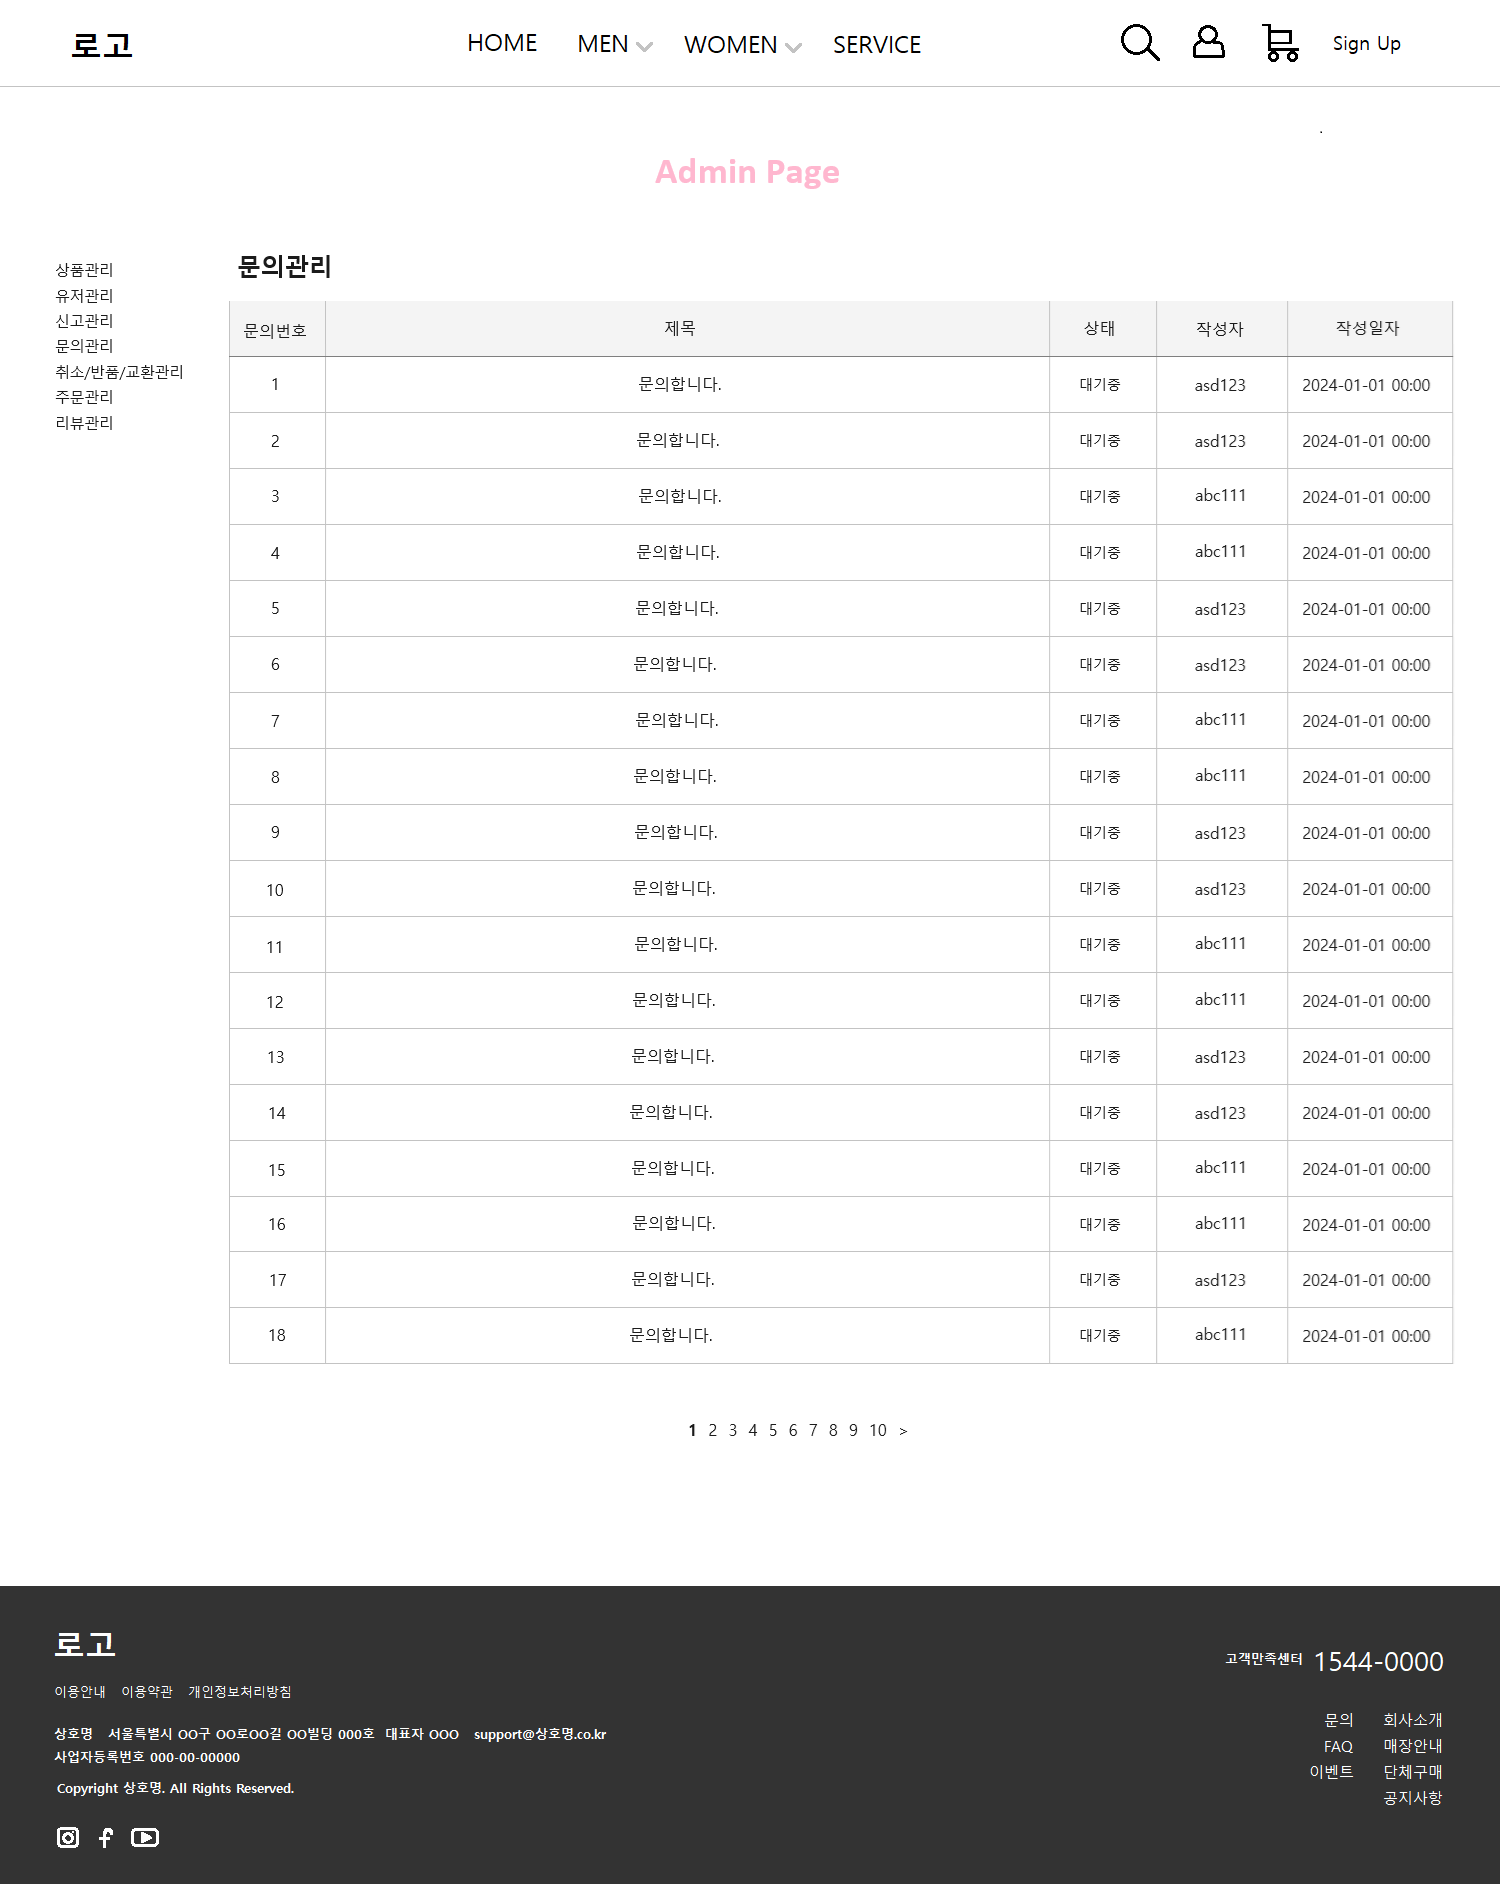 로고 HOME MEN WOMEN SERVICE Sign Up
.
Admin Page
문의관리
상품관리
유저관리
신고관리
문의관리
취소/반품/교환관리
주문관리
리뷰관리
문의번호 제목 상태 작성자 작성일자
1 문의합니다. 대기중 asd123 2024-01-01 00:00
2 문의합니다. 대기중 asd123 2024-01-01 00:00
3 문의합니다. 대기중 abc111 2024-01-01 00:00
4 문의합니다. 대기중 abc111 2024-01-01 00:00
5 문의합니다. 대기중 asd123 2024-01-01 00:00
6 문의합니다. 대기중 asd123 2024-01-01 00:00
7 문의합니다. 대기중 abc111 2024-01-01 00:00
8 문의합니다. 대기중 abc111 2024-01-01 00:00
9 문의합니다. 대기중 asd123 2024-01-01 00:00
10 문의합니다. 대기중 asd123 2024-01-01 00:00
11 문의합니다. 대기중 abc111 2024-01-01 00:00
12 문의합니다. 대기중 abc111 2024-01-01 00:00
13 문의합니다. 대기중 asd123 2024-01-01 00:00
14 문의합니다. 대기중 asd123 2024-01-01 00:00
15 문의합니다. 대기중 abc111 2024-01-01 00:00
16 문의합니다. 대기중 abc111 2024-01-01 00:00
17 문의합니다. 대기중 asd123 2024-01-01 00:00
18 문의합니다. 대기중 abc111 2024-01-01 00:00
1 2 3 4 5 6 7 8 9 10 >
로고
이용안내 이용약관 개인정보처리방침
상호명 서울특별시 OO구 OO로OO길 OO빌딩 000호 대표자 OOO support@상호명.co.kr
사업자등록번호 000-00-00000
Copyright 상호명. All Rights Reserved.
고객만족센터 1544-0000
문의 회사소개
FAQ 매장안내
이벤트 단체구매
공지사항